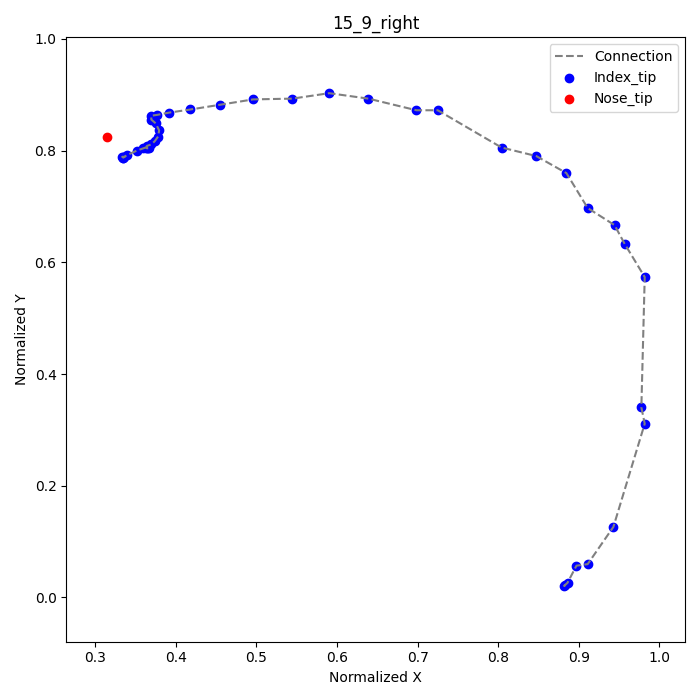 15_9_right
1.0
0.8
0.6
0.4
0.2
0.0
Normalized Y
Connection
Index_tip
Nose_tip
0.3 0.4 0.5 0.6 0.7 0.8 0.9 1.0
Normalized X